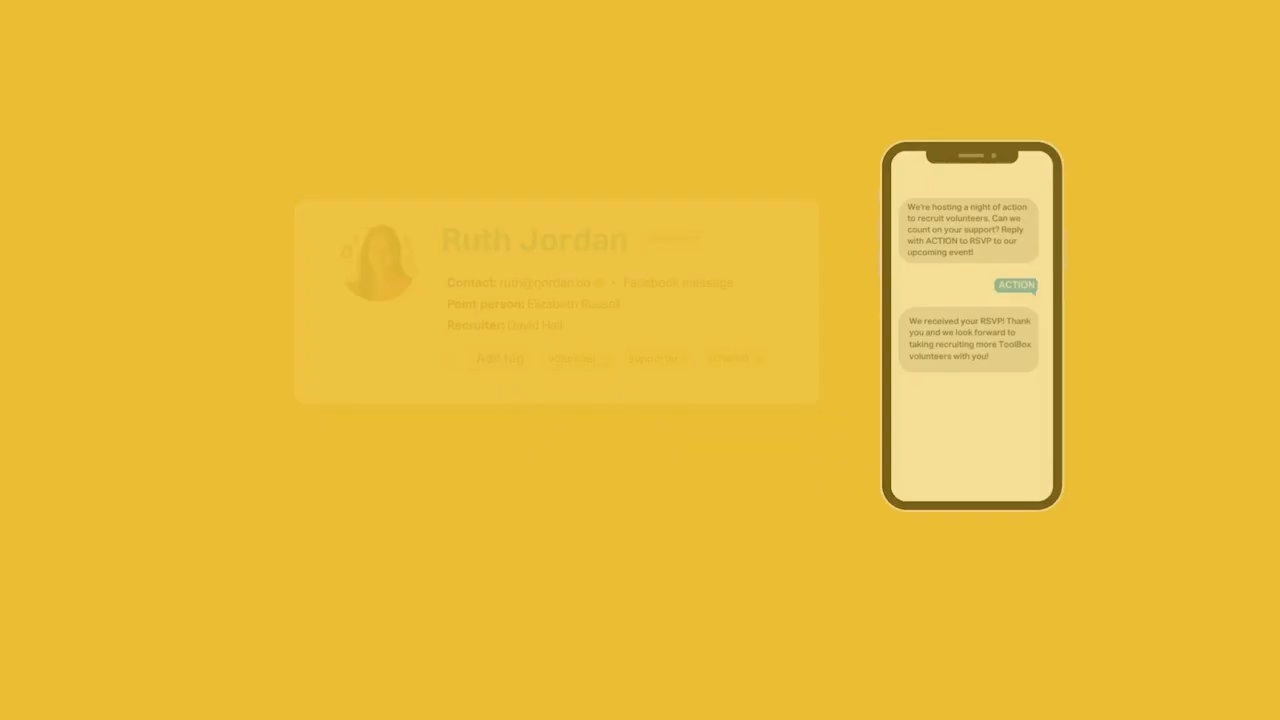 Ruth Jordan
Contact: ruth@rjordan.co • Facebook message
Point person: Elizabeth Russell
Recruiter: David Hall
Add tag
supporter
We're hosting a night of action
to recruit volunteers. Can we
count on your support? Reply
with ACTION to RSVP to our
upcoming event!
ACTION
We received your RSVP! Thank
you and we look forward to
taking recruiting more ToolBox
volunteers with you!